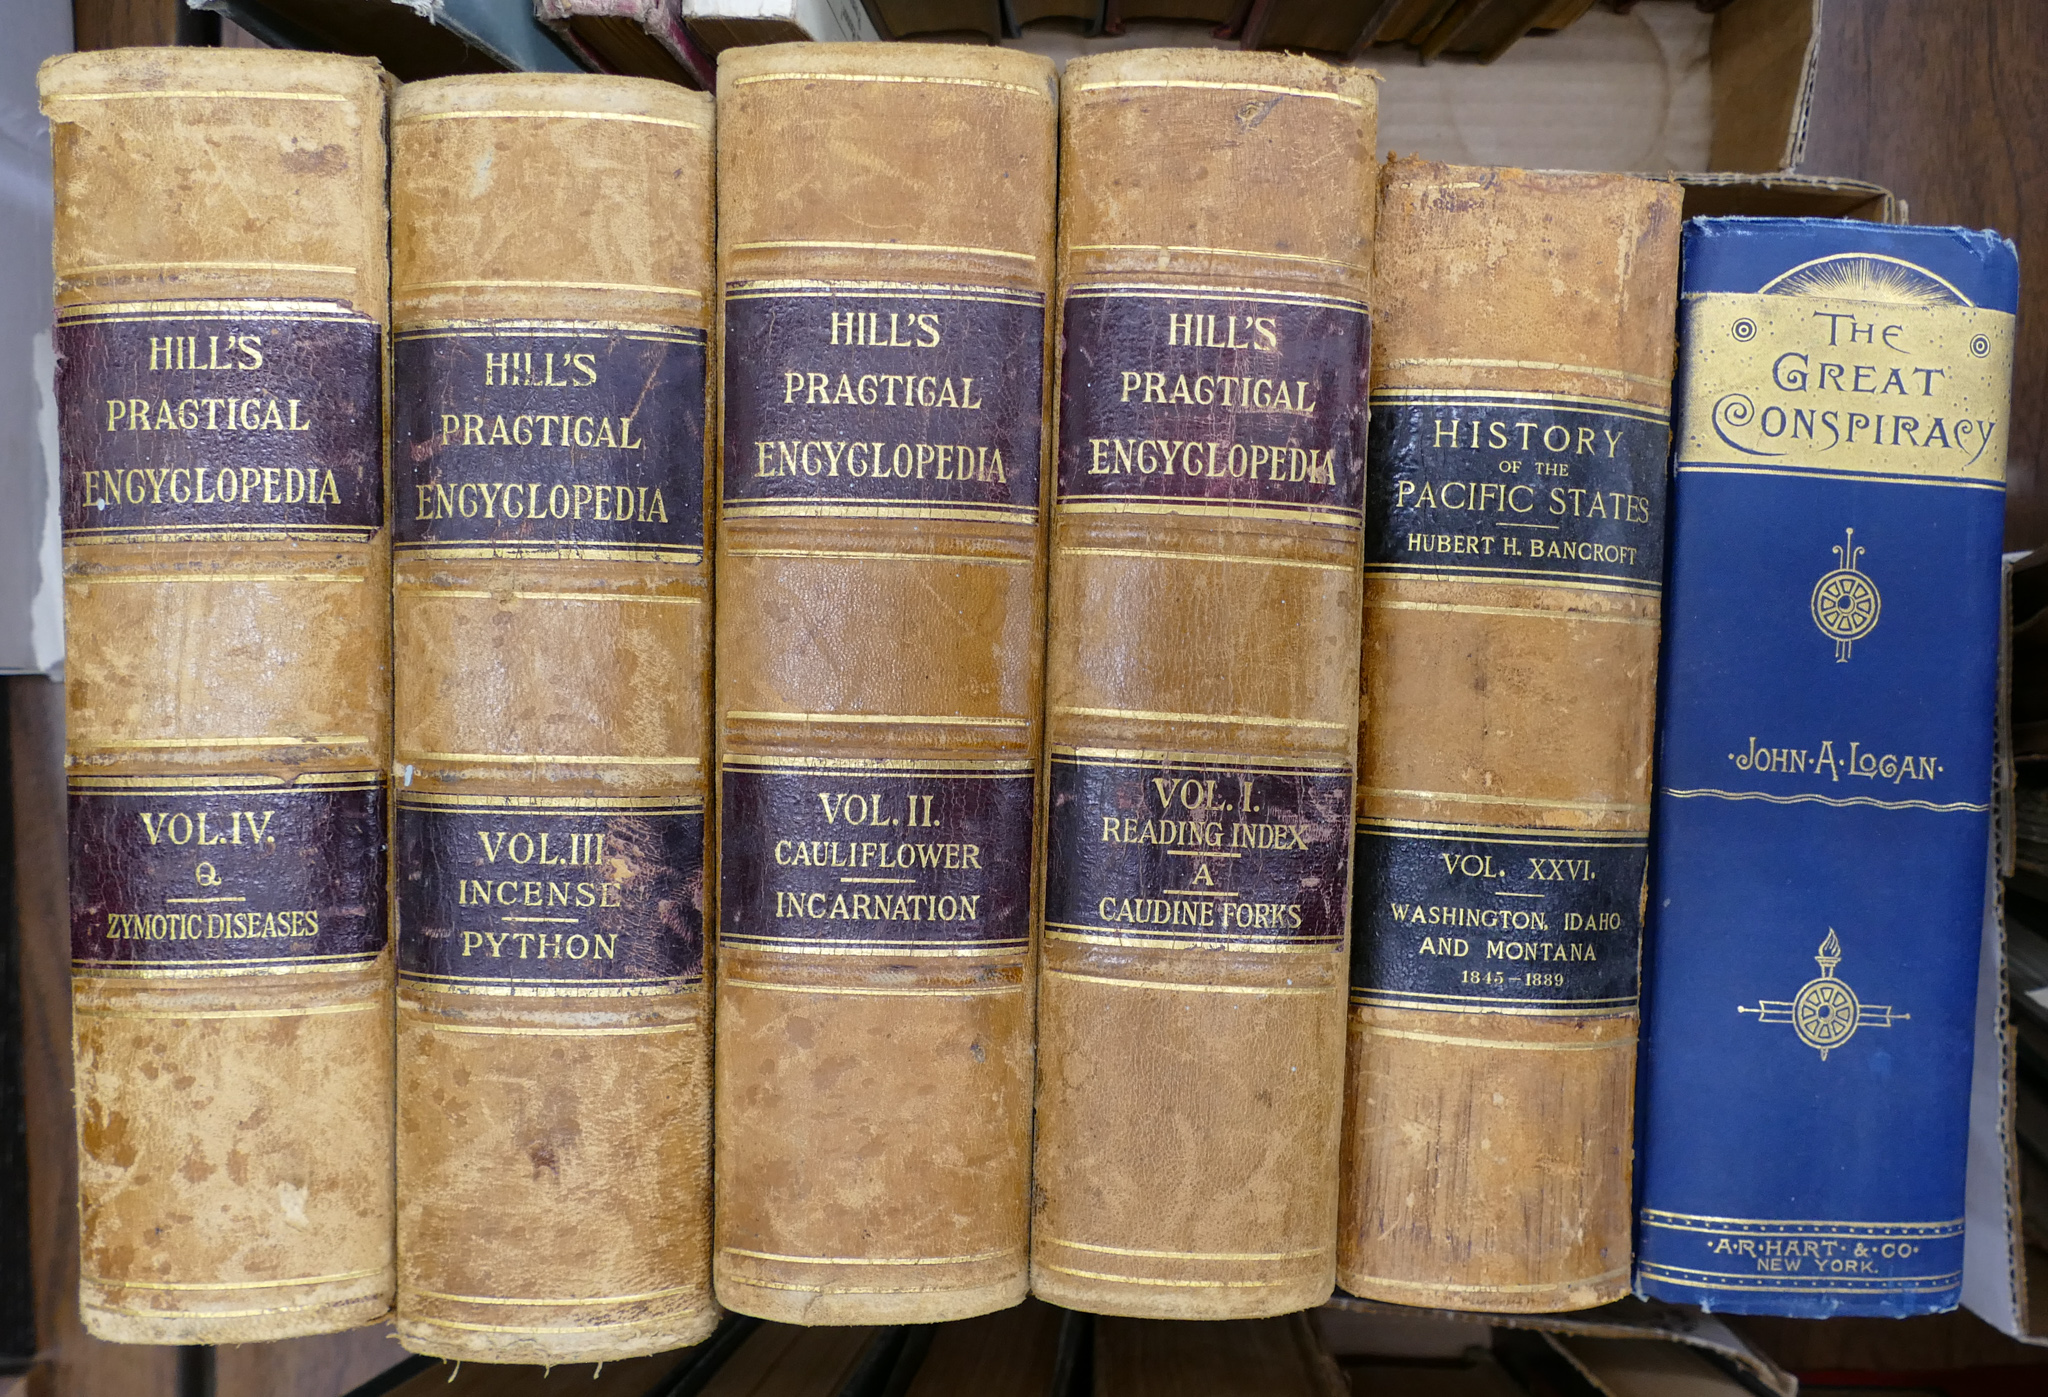 HILL'S
PRACTICAL
ENCYCLOPEDIA
VOL. IV.
Q
ZYMOTIC DISEASES
HILL'S
PRACTICAL
ENCYCLOPEDIA
VOL. III
INCENSE
PYTHON
HILL'S
PRACTICAL
ENCYCLOPEDIA
VOL. II.
CAULIFLOWER
INCARNATION
HILL'S
PRACTICAL
ENCYCLOPEDIA
VOL. I.
READING INDEX
A
CAUDINE FORKS
HISTORY
OF THE
PACIFIC STATES
HUBERT H. BANCROFT
VOL. XXVI.
WASHINGTON, IDAHO
AND MONTANA
1845-1889
THE
GREAT
CONSPIRACY
·JOHN·A·LOGAN·
·A·R·HART·&·CO·
NEW YORK.